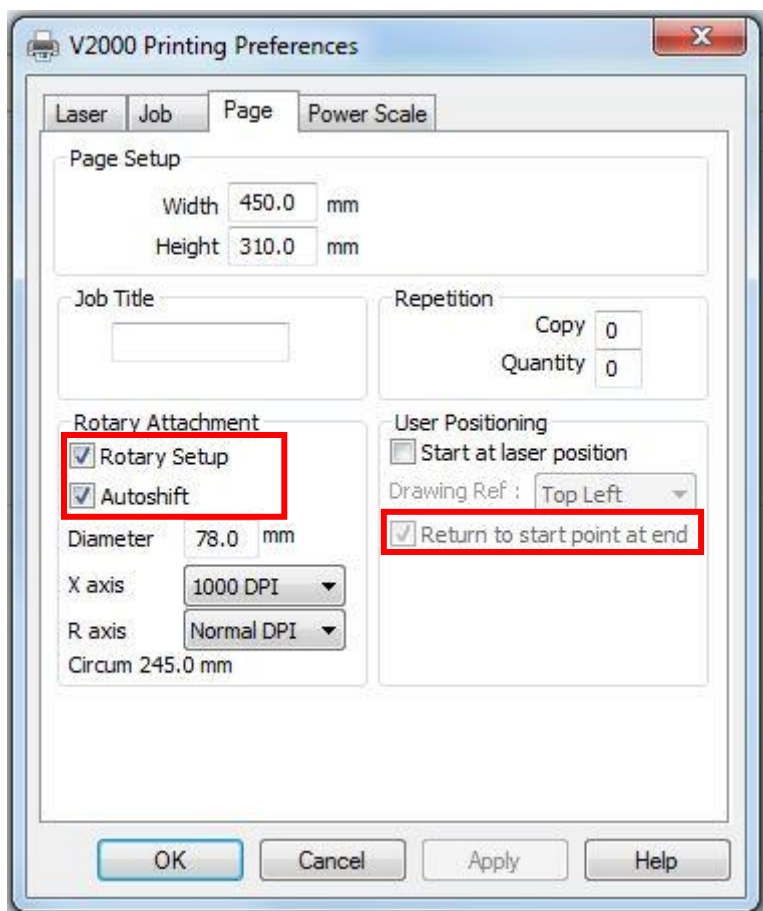 V2000 Printing Preferences
X
Laser Job Page Power Scale
Page Setup
Width 450.0 mm
Height 310.0 mm
Job Title
Repetition
Copy 0
Quantity 0
Rotary Attachment
Rotary Setup
Autoshift
Diameter 78.0 mm
X axis 1000 DPI
R axis Normal DPI
Circum 245.0 mm
User Positioning
Start at laser position
Drawing Ref : Top Left
Return to start point at end
OK Cancel Apply Help